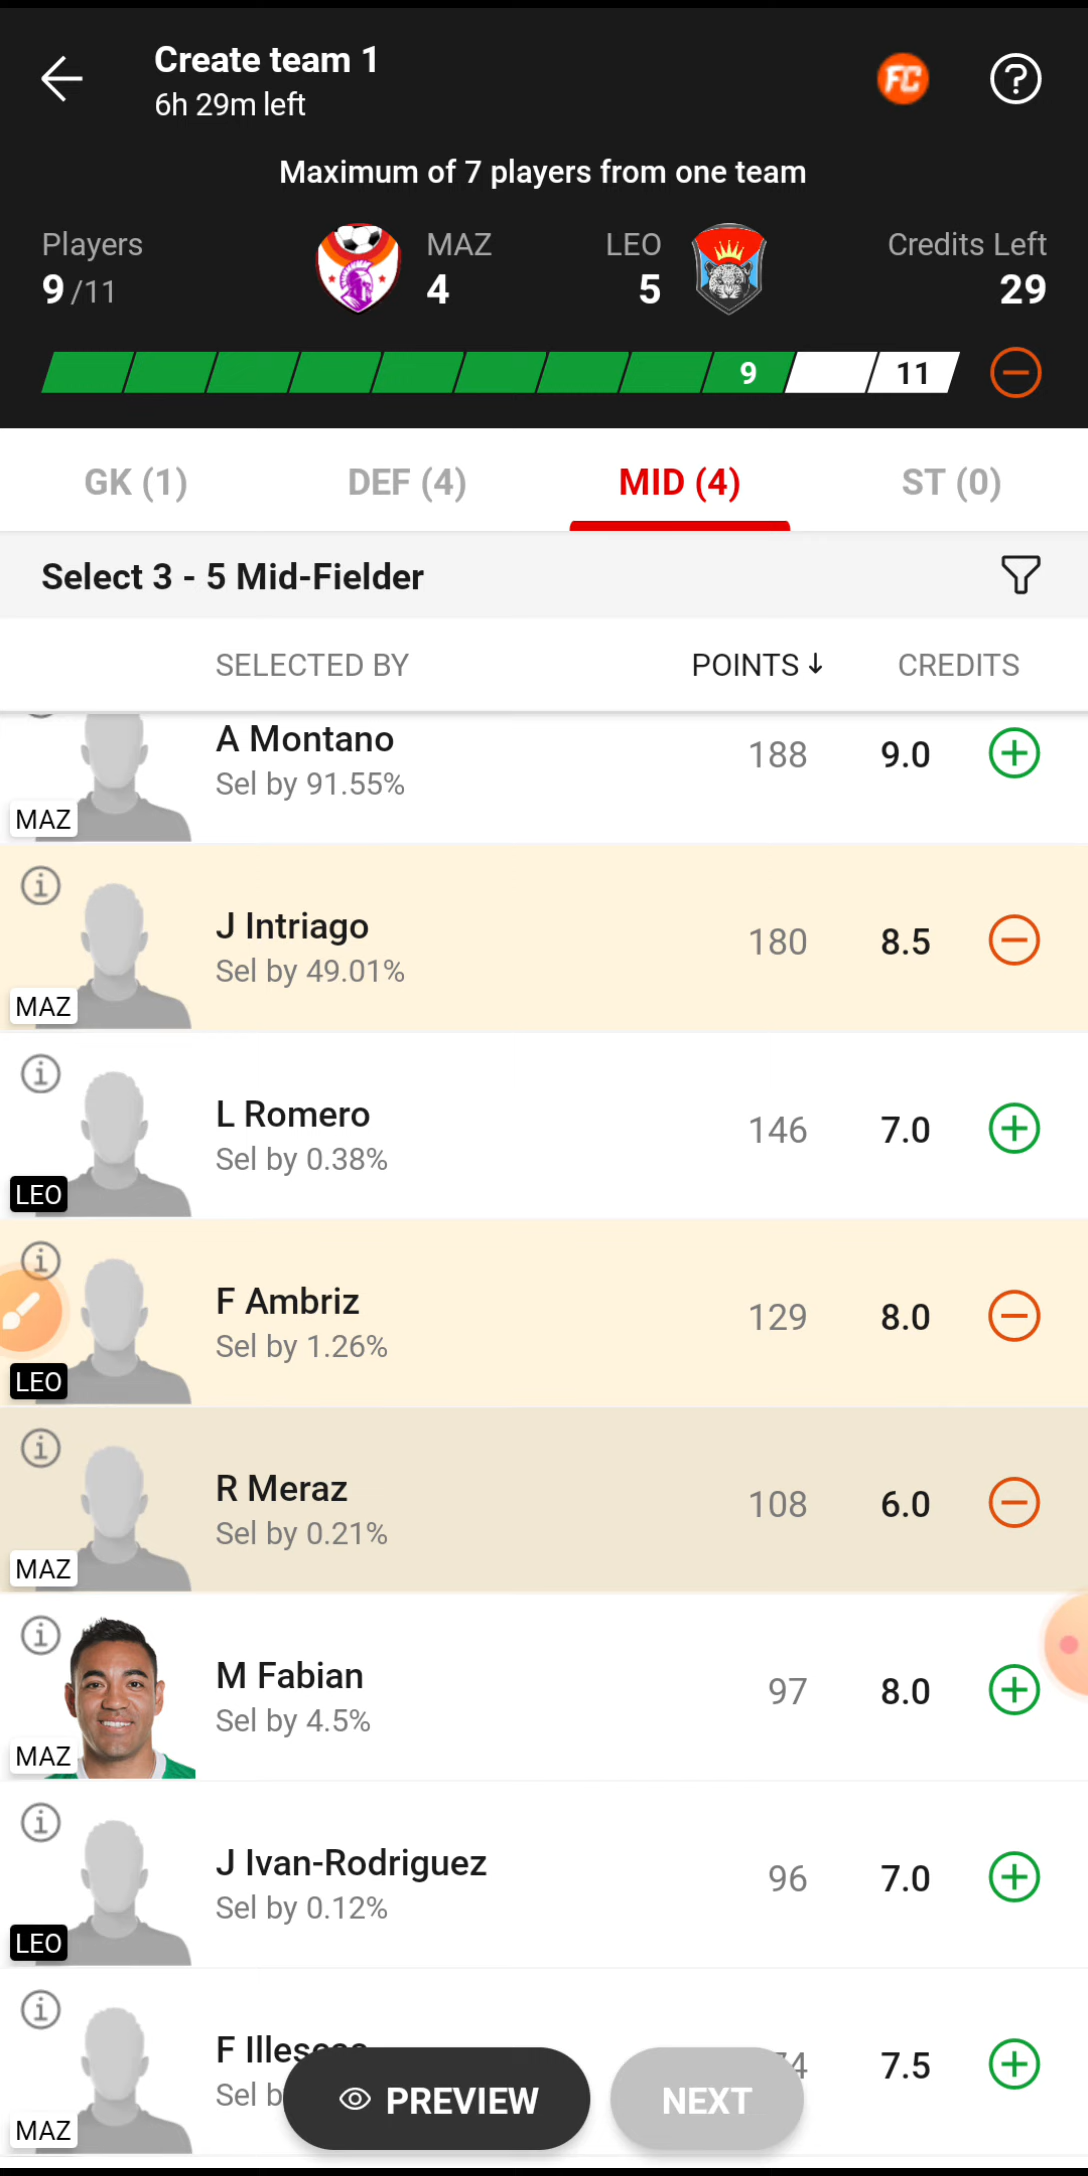 Create team 1
6h 29m left
FC
?
Maximum of 7 players from one team
Players
9 /11
MAZ
4
LEO
5
Credits Left
29
9
11
GK (1)
DEF (4)
MID (4)
ST (0)
Select 3 - 5 Mid-Fielder
SELECTED BY
POINTS ↓
CREDITS
A Montano
Sel by 91.55%
188
9.0
MAZ
J Intriago
Sel by 49.01%
180
8.5
MAZ
L Romero
Sel by 0.38%
146
7.0
LEO
F Ambriz
Sel by 1.26%
129
8.0
LEO
R Meraz
Sel by 0.21%
108
6.0
MAZ
M Fabian
Sel by 4.5%
97
8.0
MAZ
J Ivan-Rodriguez
Sel by 0.12%
96
7.0
LEO
F
Sel
7.5
MAZ
PREVIEW
NEXT